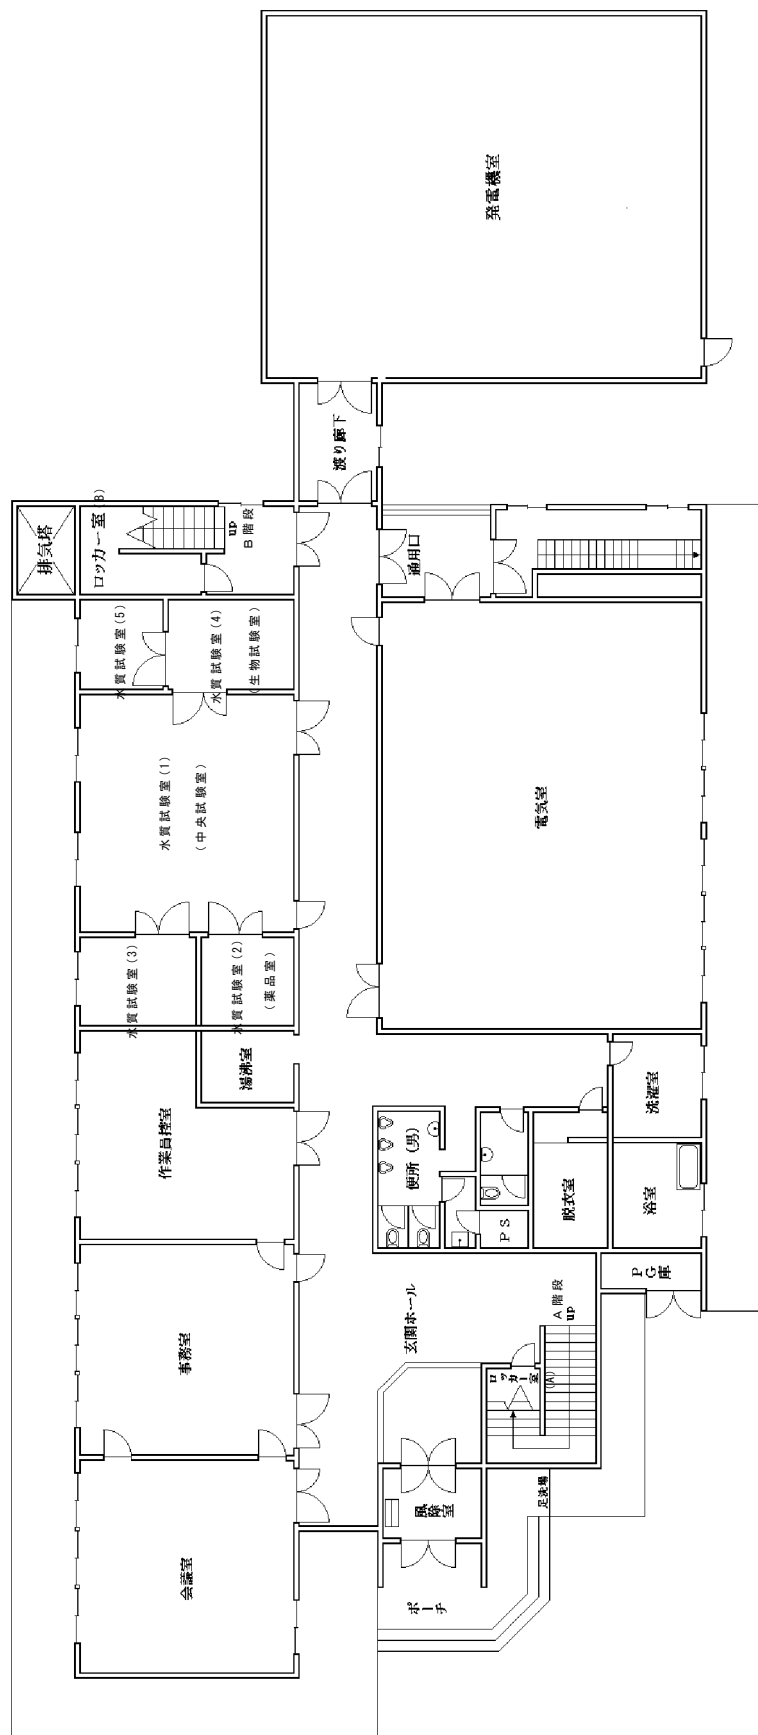 発電機室
渡り廊下
排気塔
ロッカー室(B)
up
B階段
通用口
水質試験室(5)
水質試験室(4)
(生物試験室)
水質試験室(1)
(中央試験室)
電気室
水質試験室(3)
水質試験室(2)
(薬品室)
湯沸室
作業員控室
便所(男)
洗濯室
脱衣室
浴室
PS
PG庫
事務室
玄関ホール
A階段
up
ロッカー室
(A)
会議室
風除室
足洗場
ポーチ